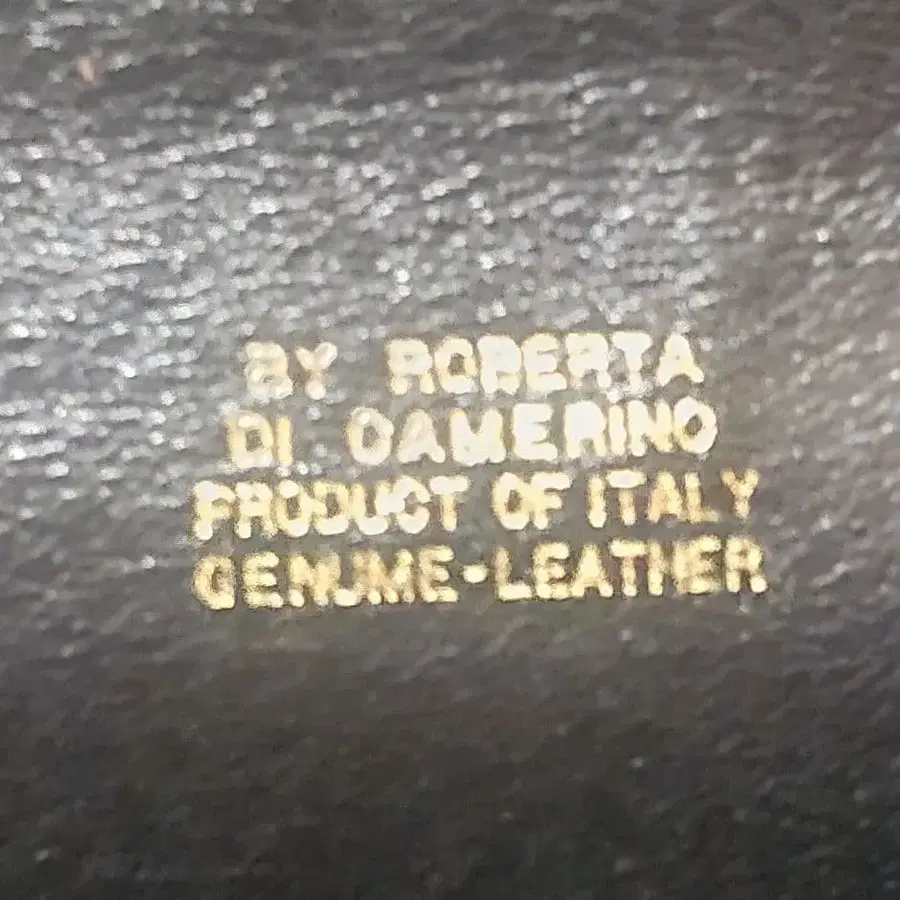 BY ROBERTA
DI CAMERINO
PRODUCT OF ITALY
GENUINE-LEATHER